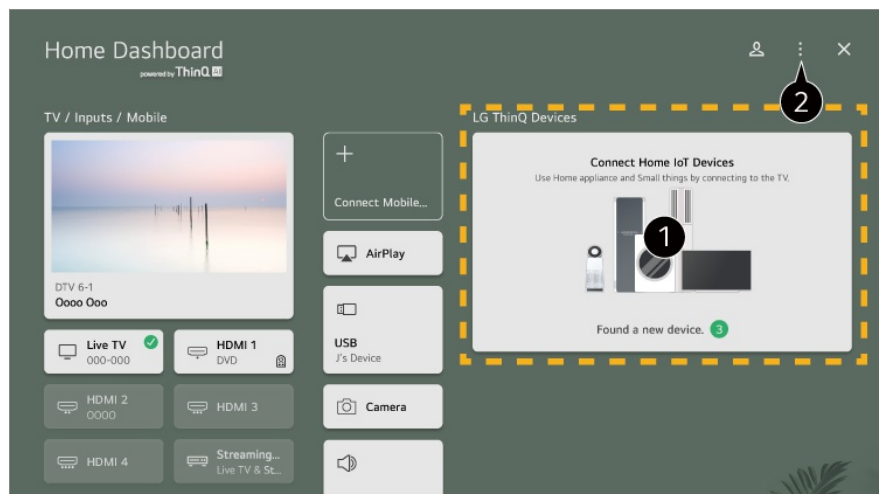 Home Dashboard
powered by ThinQ AI
2
TV / Inputs / Mobile
DTV 6-1
Oooo Ooo
Live TV
000-000
HDMI 1
DVD
HDMI 2
OOOO
HDMI 3
HDMI 4
Streaming...
Live TV & St...
Connect Mobile...
AirPlay
USB
J's Device
Camera
LG ThinQ Devices
Connect Home IoT Devices
Use Home appliance and Small things by connecting to the TV.
1
Found a new device. 3